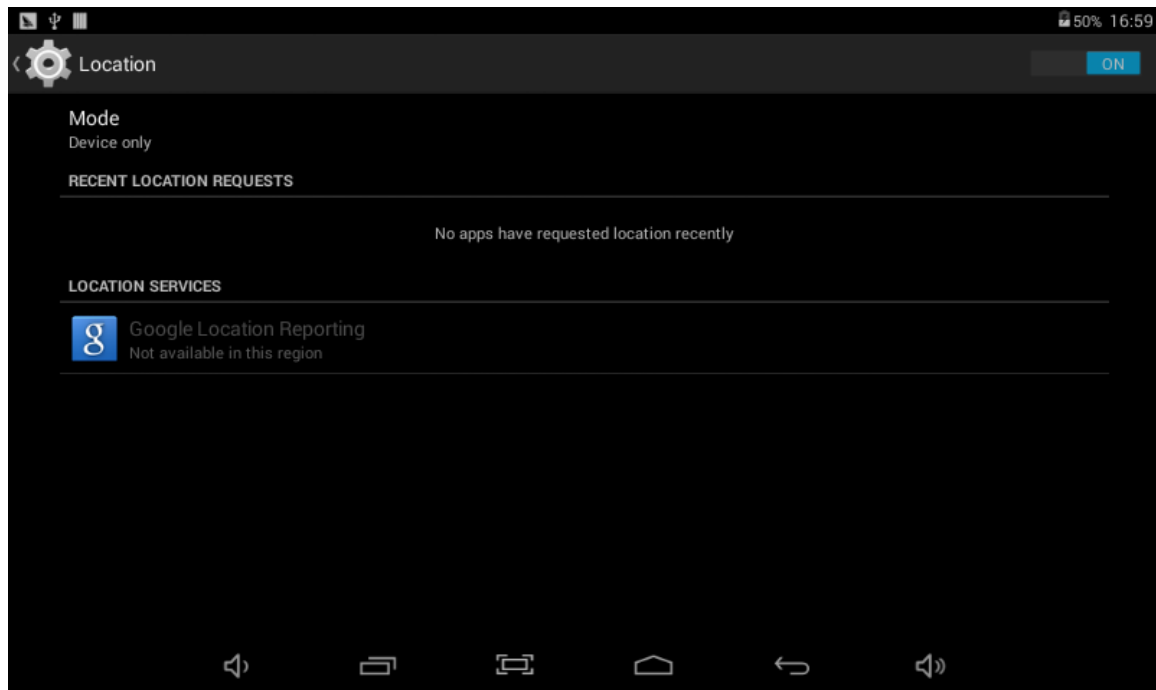 50% 16:59
Location
ON
Mode
Device only
RECENT LOCATION REQUESTS
No apps have requested location recently
LOCATION SERVICES
g
Google Location Reporting
Not available in this region